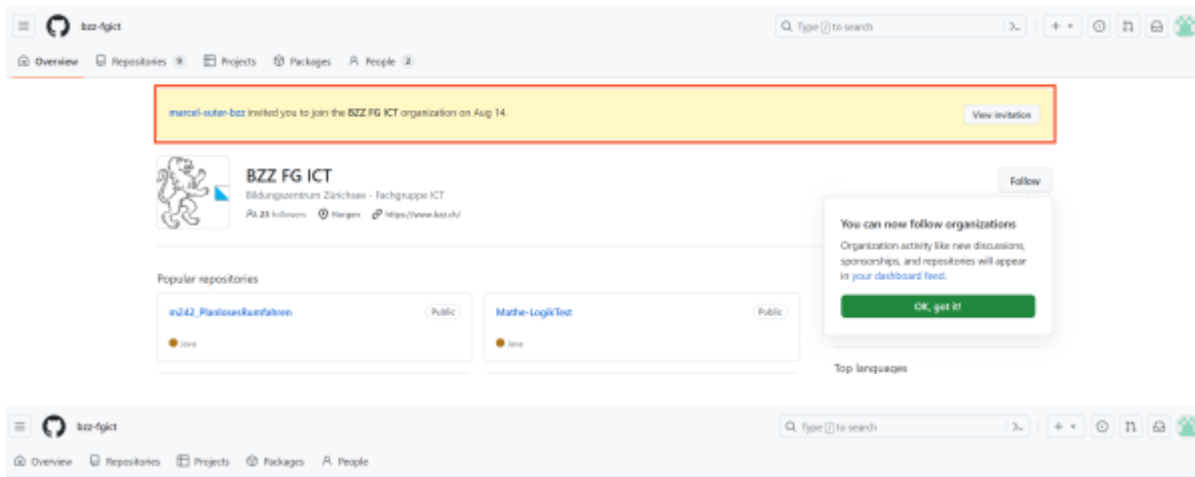 bzz-fgict
Type [/] to search
Overview Repositories 9 Projects Packages People 2
marcel-suter-bzz invited you to join the BZZ FG ICT organization on Aug 14.
View invitation
BZZ FG ICT
Follow
Bildungszentrum Zürichsee - Fachgruppe ICT
23 followers Horgen https://www.bzz.ch/
You can now follow organizations
Organization activity like new discussions,
sponsorships, and repositories will appear
in your dashboard feed.
OK, got it!
Popular repositories
m242_PlanlosesRumfahren Public
Java
Mathe-LogikTest Public
Java
Top languages
bzz-fgict
Type [/] to search
Overview Repositories Projects Packages People